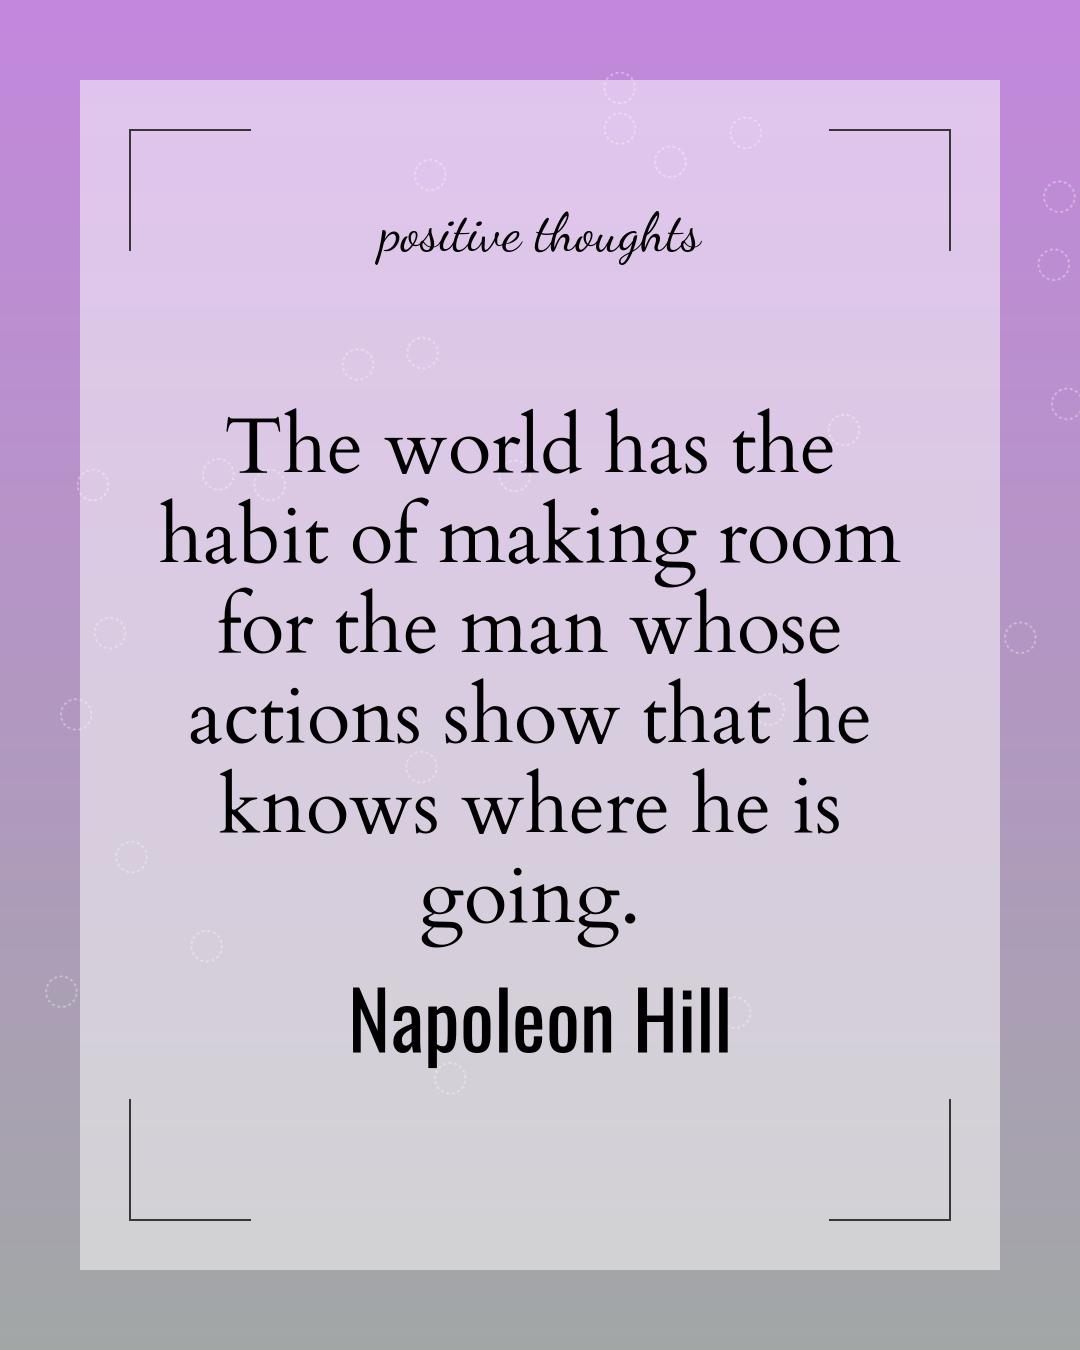 positive thoughts
The world has the
habit of making room
for the man whose
actions show that he
knows where he is
going.
Napoleon Hill